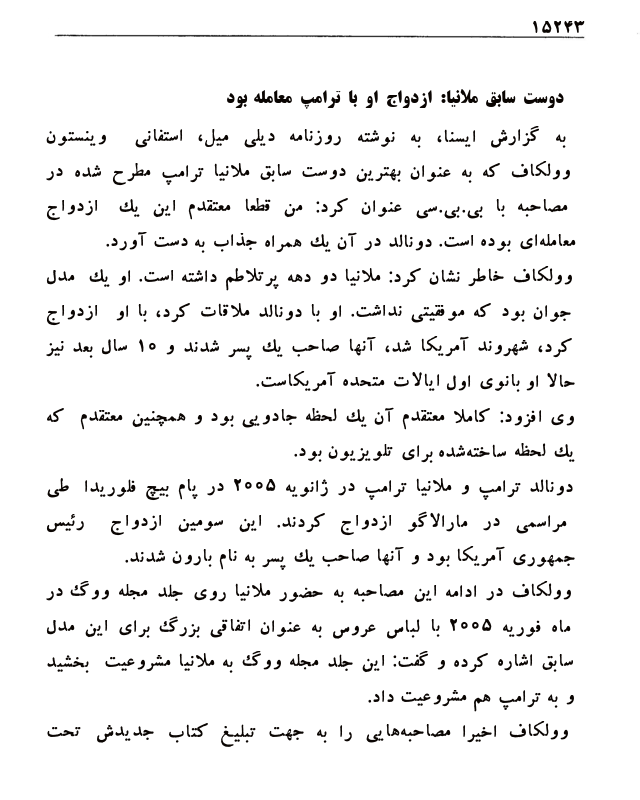 ۱۵۲۴۳
دوست سابق ملانیا: ازدواج او با ترامپ معامله بود
به گزارش ایسنا، به نوشته روزنامه دیلی میل، استفانی وینستون
وولکاف که به عنوان بهترین دوست سابق ملانیا ترامپ مطرح شده در
مصاحبه با بی.بی.سی عنوان کرد: من قطعا معتقدم این یك ازدواج
معامله‌ای بوده است. دونالد در آن یك همراه جذاب به دست آورد.
وولکاف خاطر نشان کرد: ملانیا دو دهه پرتلاطم داشته است. او یك مدل
جوان بود که موفقیتی نداشت. او با دونالد ملاقات کرد، با او ازدواج
کرد، شهروند آمریکا شد، آنها صاحب یك پسر شدند و ۱۰ سال بعد نیز
حالا او بانوی اول ایالات متحده آمریکاست.
وی افزود: کاملا معتقدم آن یك لحظه جادویی بود و همچنین معتقدم که
یك لحظه ساخته‌شده برای تلویزیون بود.
دونالد ترامپ و ملانیا ترامپ در ژانویه ۲۰۰۵ در پام بیچ فلوریدا طی
مراسمی در مارالاگو ازدواج کردند. این سومین ازدواج رئیس
جمهوری آمریکا بود و آنها صاحب یك پسر به نام بارون شدند.
وولکاف در ادامه این مصاحبه به حضور ملانیا روی جلد مجله ووگ در
ماه فوریه ۲۰۰۵ با لباس عروس به عنوان اتفاقی بزرگ برای این مدل
سابق اشاره کرده و گفت: این جلد مجله ووگ به ملانیا مشروعیت بخشید
و به ترامپ هم مشروعیت داد.
وولکاف اخیرا مصاحبه‌هایی را به جهت تبلیغ کتاب جدیدش تحت